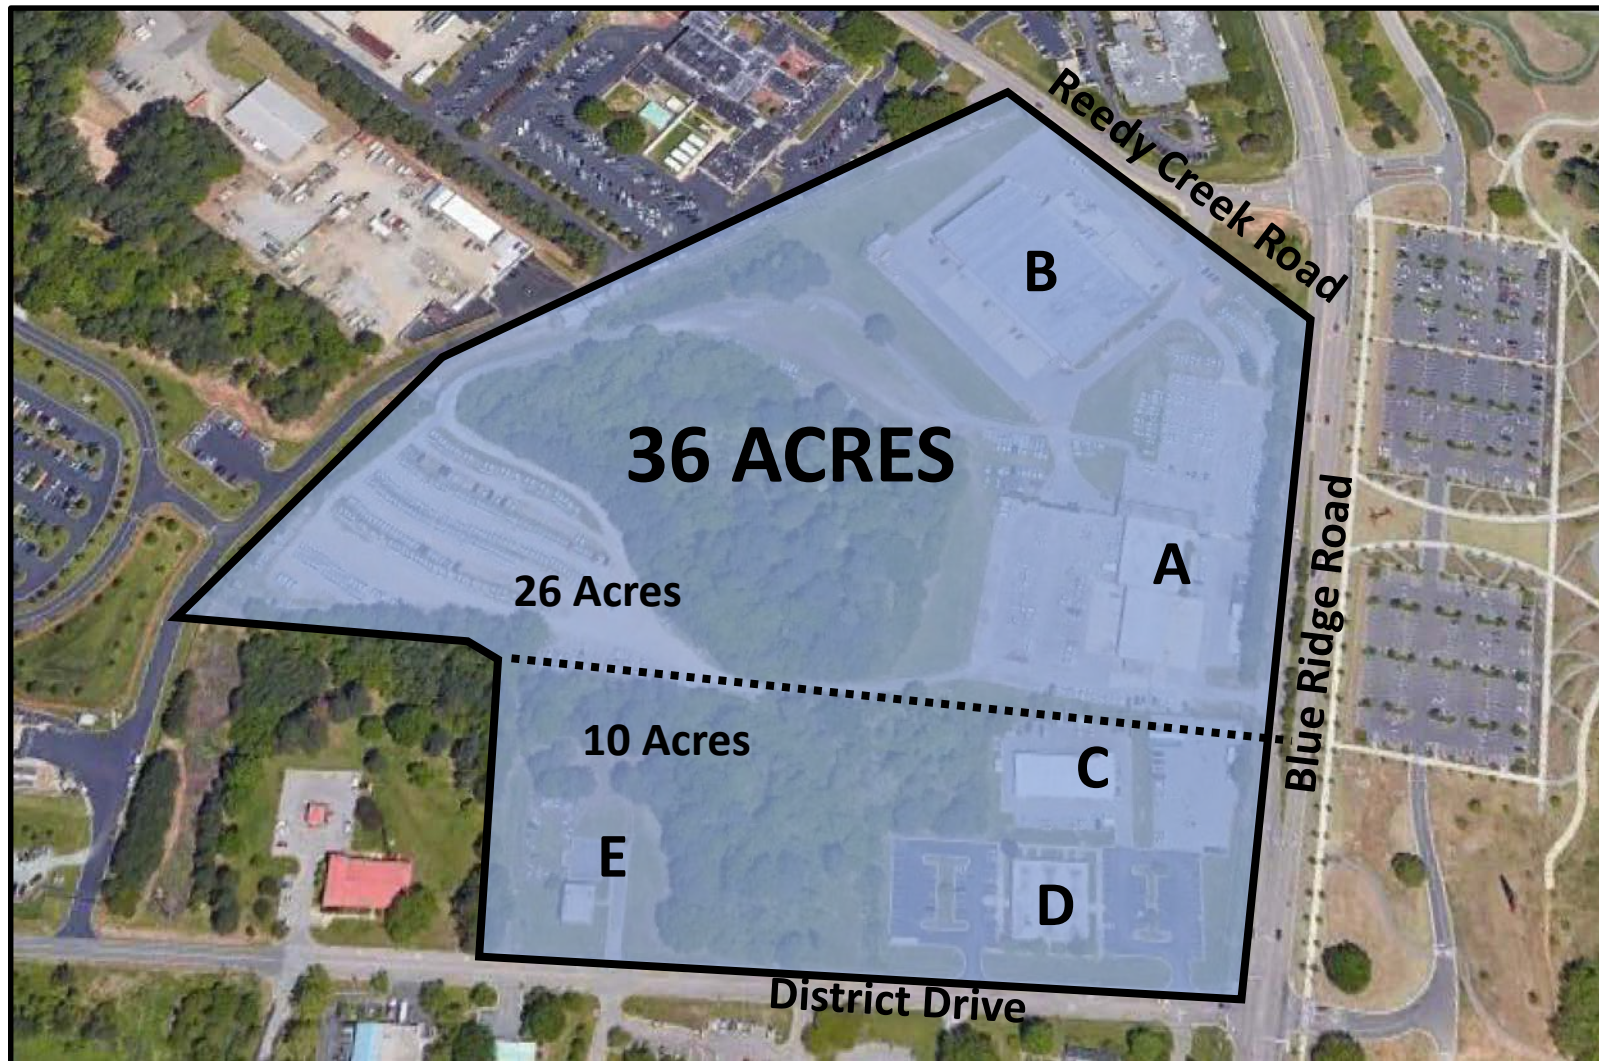 Reedy Creek Road
B
36 ACRES
A
26 Acres
Blue Ridge Road
10 Acres
C
E
D
District Drive